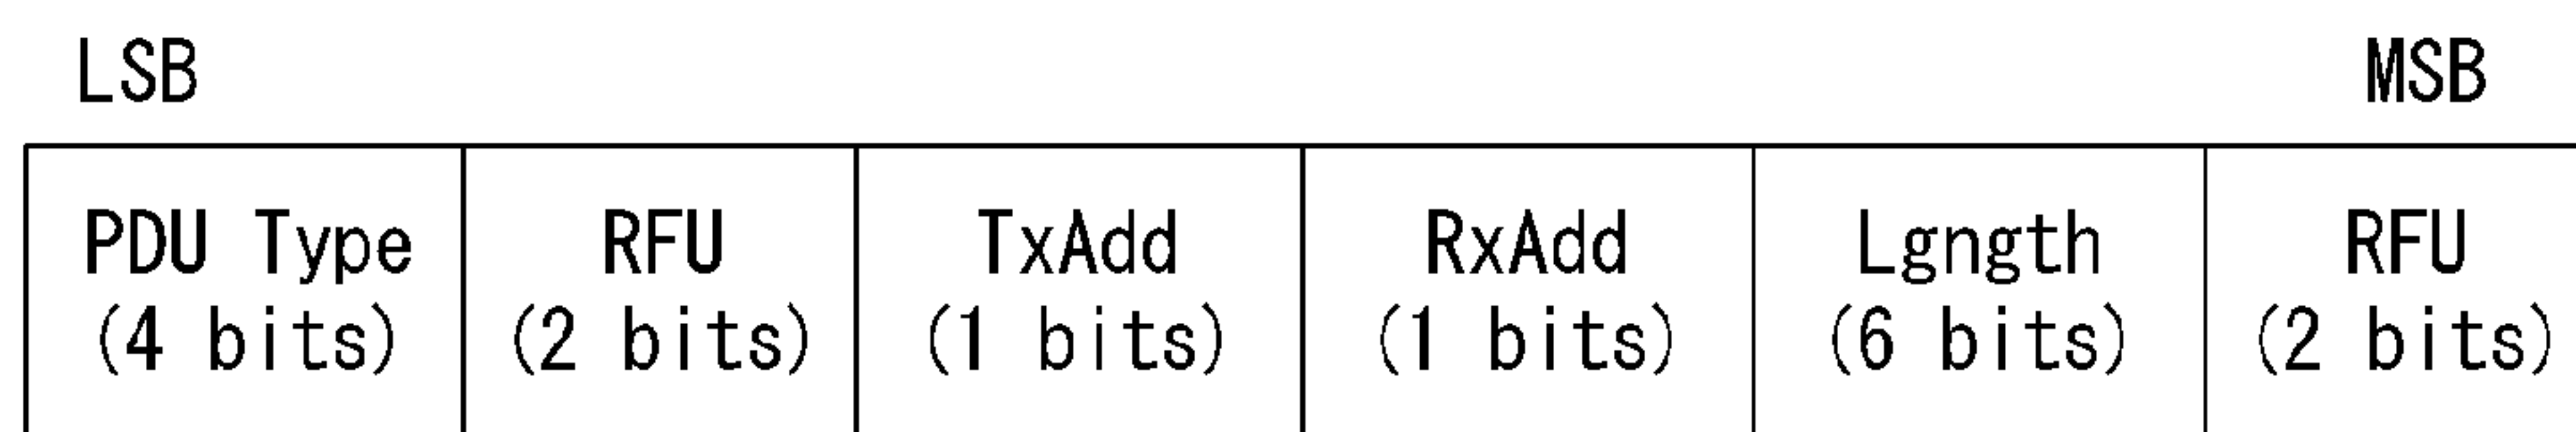 LSB MSB
PDU Type RFU TxAdd RxAdd Lgngth RFU
(4 bits) (2 bits) (1 bits) (1 bits) (6 bits) (2 bits)